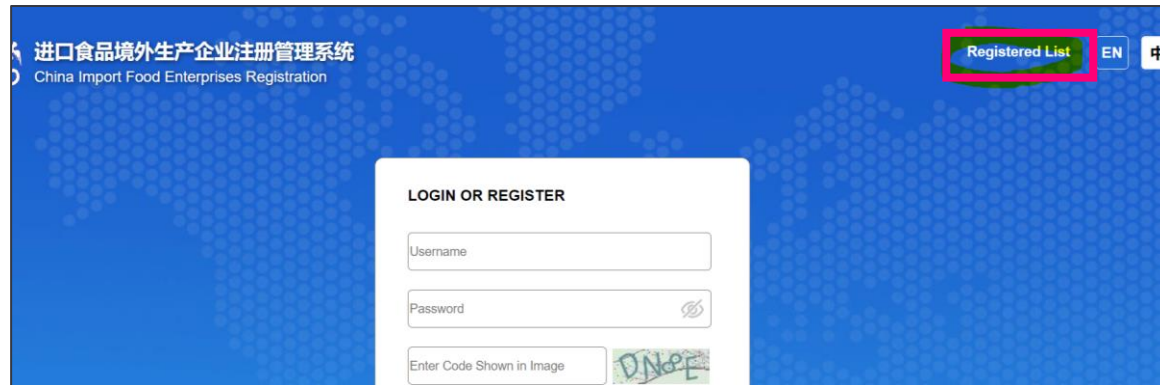 进口食品境外生产企业注册管理系统
China Import Food Enterprises Registration
Registered List
EN
LOGIN OR REGISTER
Username
Password
Enter Code Shown in Image